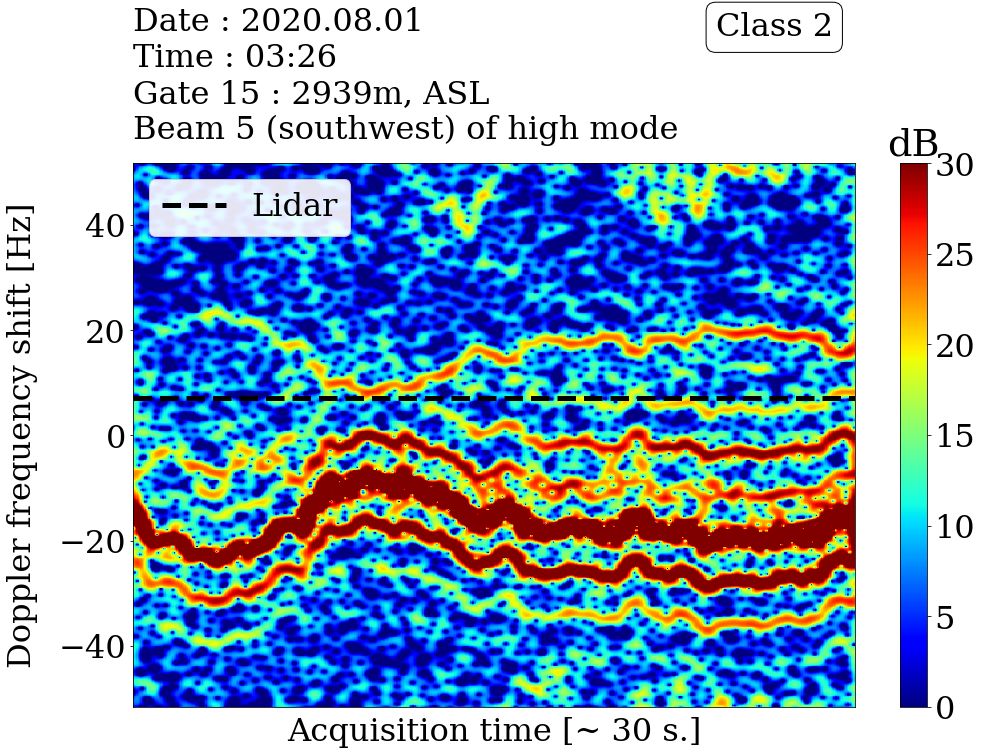 Date : 2020.08.01
Time : 03:26
Gate 15 : 2939m, ASL
Beam 5 (southwest) of high mode
Class 2
dB
Lidar
Doppler frequency shift [Hz]
40
20
0
−20
−40
Acquisition time [~ 30 s.]
30
25
20
15
10
5
0